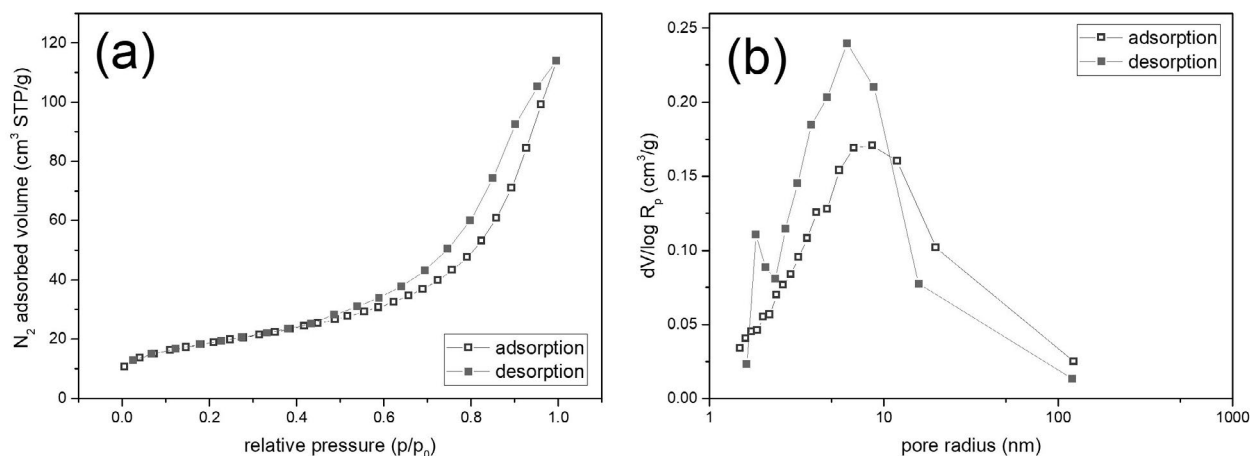 (a)
N2 adsorbed volume (cm3 STP/g)
120
100
80
60
40
20
0
0.0 0.2 0.4 0.6 0.8 1.0
relative pressure (p/p0)
adsorption
desorption
(b)
dV/log Rp (cm3/g)
0.25
0.20
0.15
0.10
0.05
0.00
1 10 100 1000
pore radius (nm)
adsorption
desorption